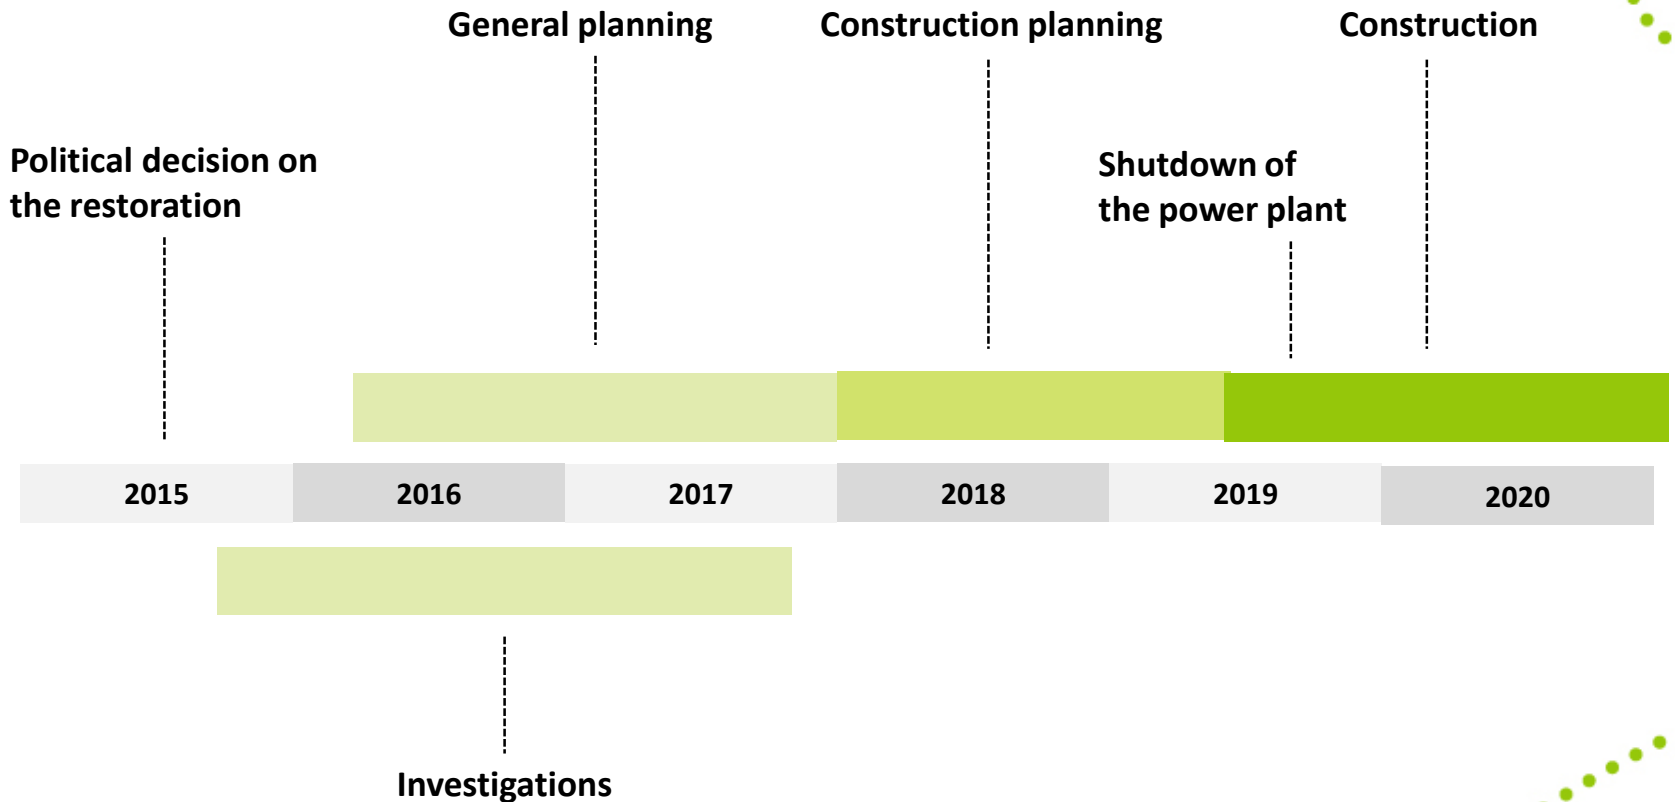 General planning
Construction planning
Construction
Political decision on
the restoration
Shutdown of
the power plant
2015
2016
2017
2018
2019
2020
Investigations